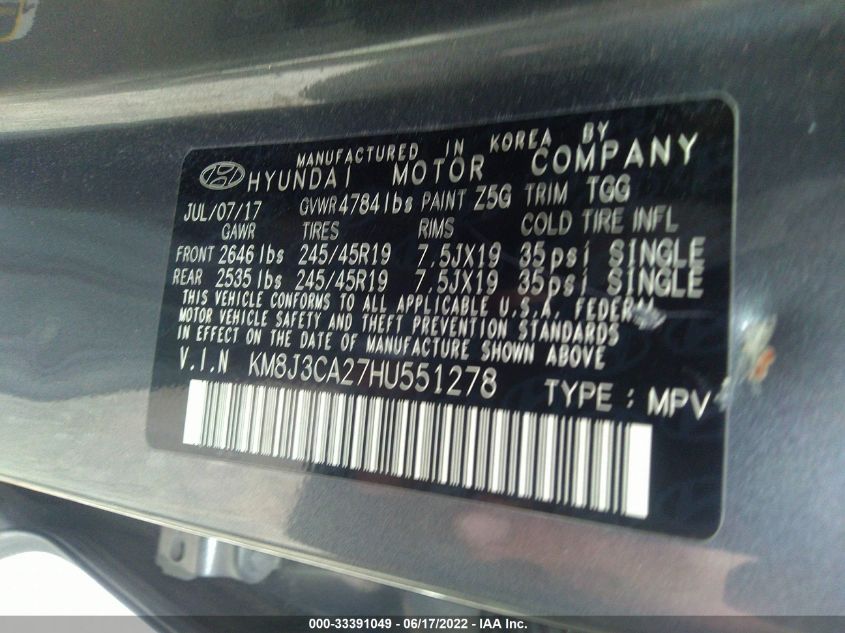 MANUFACTURED IN KOREA BY
HYUNDAI MOTOR COMPANY
JUL/07/17 GVWR 4784lbs PAINT Z5G TRIM TGG
GAWR TIRES RIMS COLD TIRE INFL
FRONT 2646 lbs 245/45R19 7.5JX19 35psi SINGLE
REAR 2535 lbs 245/45R19 7.5JX19 35psi SINGLE
THIS VEHICLE CONFORMS TO ALL APPLICABLE U.S.A. FEDERAL
MOTOR VEHICLE SAFETY AND THEFT PREVENTION STANDARDS
IN EFFECT ON THE DATE OF MANUFACTURE SHOWN ABOVE
V.I.N KM8J3CA27HU551278 TYPE : MPV
000-33391049 - 06/17/2022 - IAA Inc.